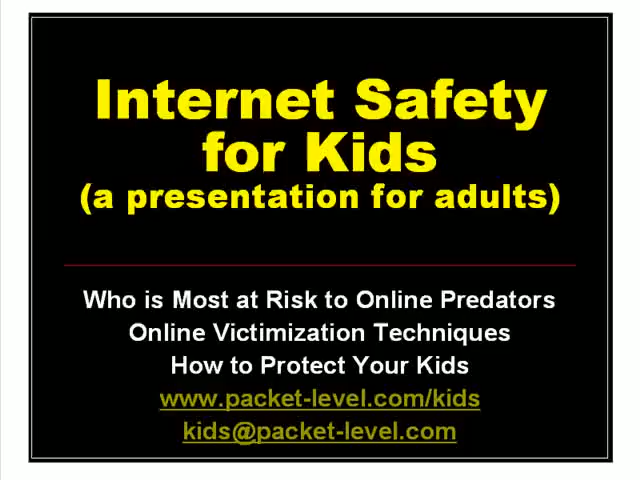 Internet Safety
for Kids
(a presentation for adults)
Who is Most at Risk to Online Predators
Online Victimization Techniques
How to Protect Your Kids
www.packet-level.com/kids
kids@packet-level.com